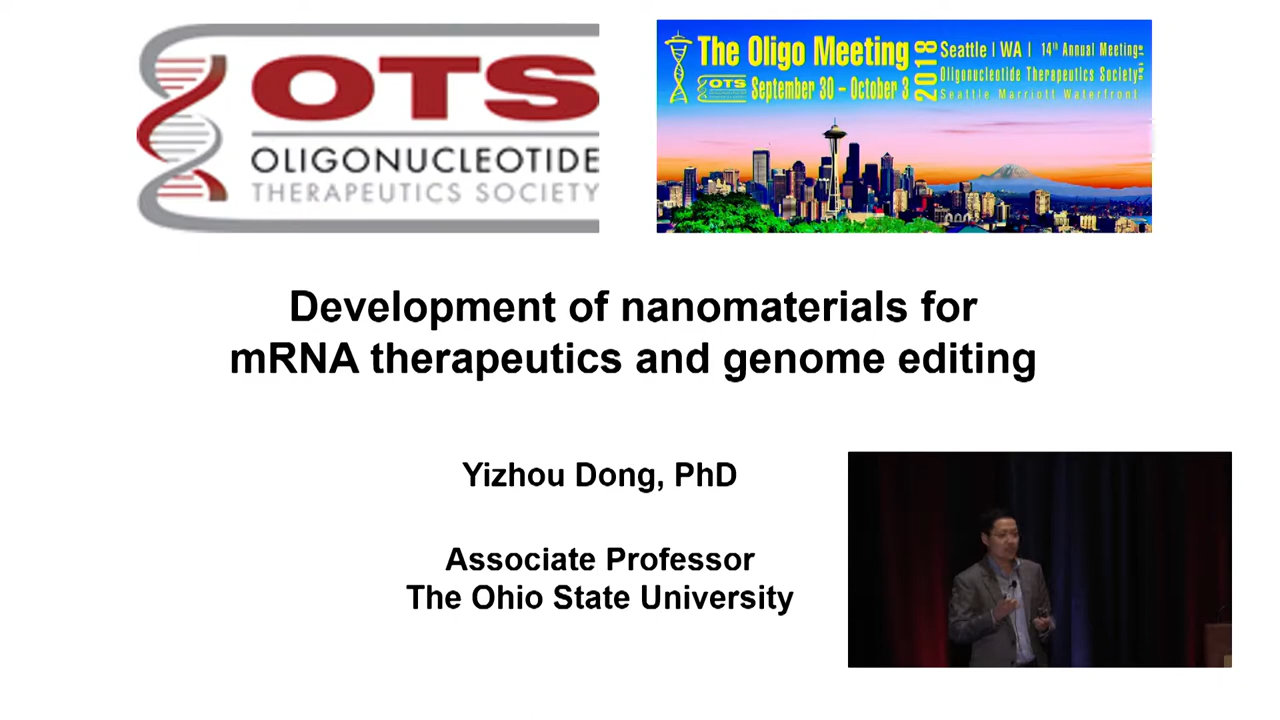 OTS
OLIGONUCLEOTIDE
THERAPEUTICS SOCIETY
The Oligo Meeting
OTS
September 30 – October 3
2018
Seattle | WA | 14th Annual Meeting
Oligonucleotide Therapeutics Society
Seattle Marriott Waterfront
Development of nanomaterials for
mRNA therapeutics and genome editing
Yizhou Dong, PhD
Associate Professor
The Ohio State University